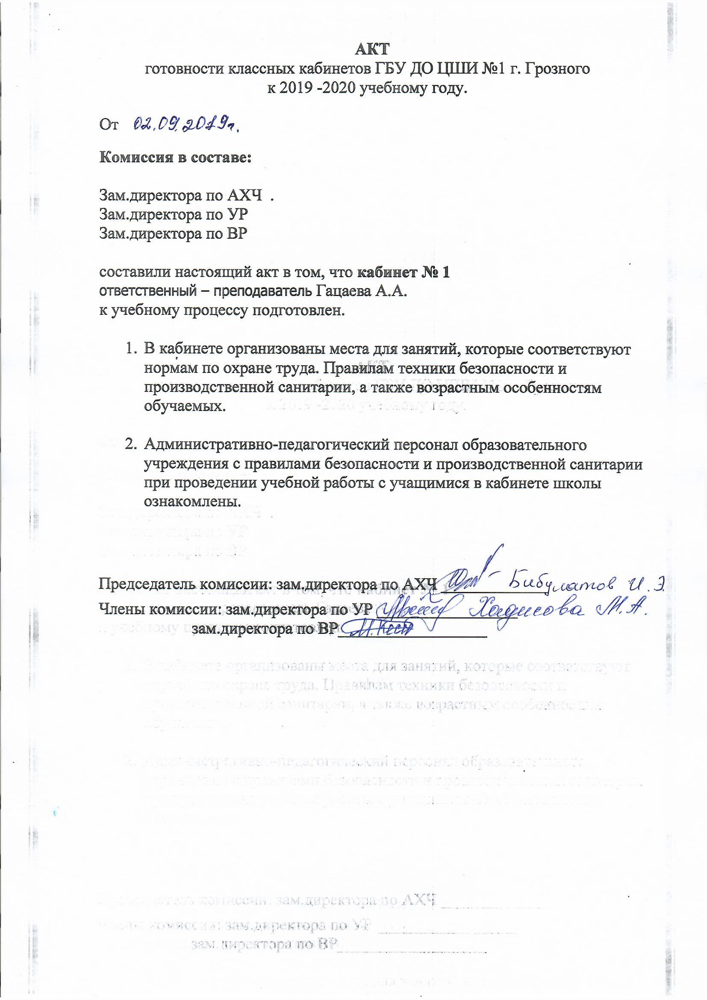 АКТ
готовности классных кабинетов ГБУ ДО ЦШИ №1 г. Грозного
к 2019 -2020 учебному году.
От 02.09.2019г.
Комиссия в составе:
Зам.директора по АХЧ .
Зам.директора по УР
Зам.директора по ВР
составили настоящий акт в том, что кабинет № 1
ответственный – преподаватель Гацаева А.А.
к учебному процессу подготовлен.
1. В кабинете организованы места для занятий, которые соответствуют
нормам по охране труда. Правилам техники безопасности и
производственной санитарии, а также возрастным особенностям
обучаемых.
2. Административно-педагогический персонал образовательного
учреждения с правилами безопасности и производственной санитарии
при проведении учебной работы с учащимися в кабинете школы
ознакомлены.
Председатель комиссии: зам.директора по АХЧ Бибулатов И.Э.
Члены комиссии: зам.директора по УР Хадисова М.А.
зам.директора по ВР